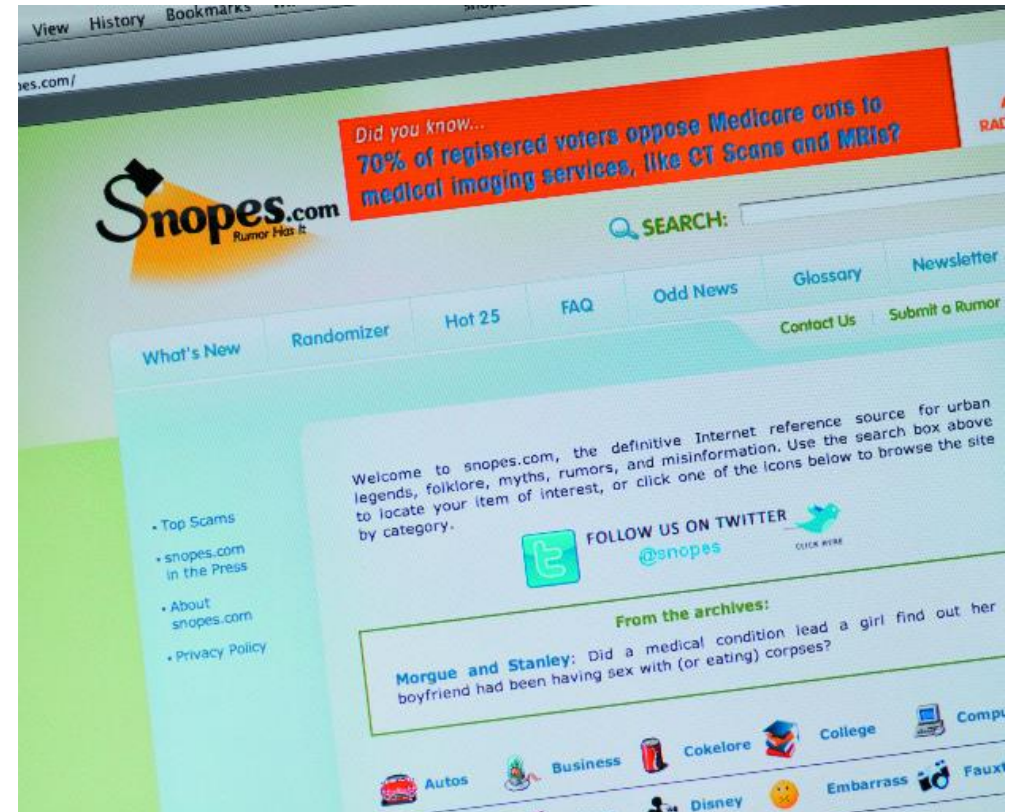 View History Bookmarks
pes.com/
Did you know...
70% of registered voters oppose Medicare cuts to
medical imaging services, like CT Scans and MRIs?
RAD
Snopes.com
Rumor Has It
SEARCH:
What's New Randomizer Hot 25 FAQ Odd News Glossary Newsletter
Contact Us Submit a Rumor
Welcome to snopes.com, the definitive Internet reference source for urban
legends, folklore, myths, rumors, and misinformation. Use the search box above
to locate your item of interest, or click one of the icons below to browse the site
by category.
FOLLOW US ON TWITTER
@snopes
CLICK HERE
• Top Scams
• snopes.com
in the Press
• About
snopes.com
• Privacy Policy
From the archives:
Morgue and Stanley: Did a medical condition lead a girl find out her
boyfriend had been having sex with (or eating) corpses?
Autos Business Cokelore College Compu
Disney Embarrass Fauxt